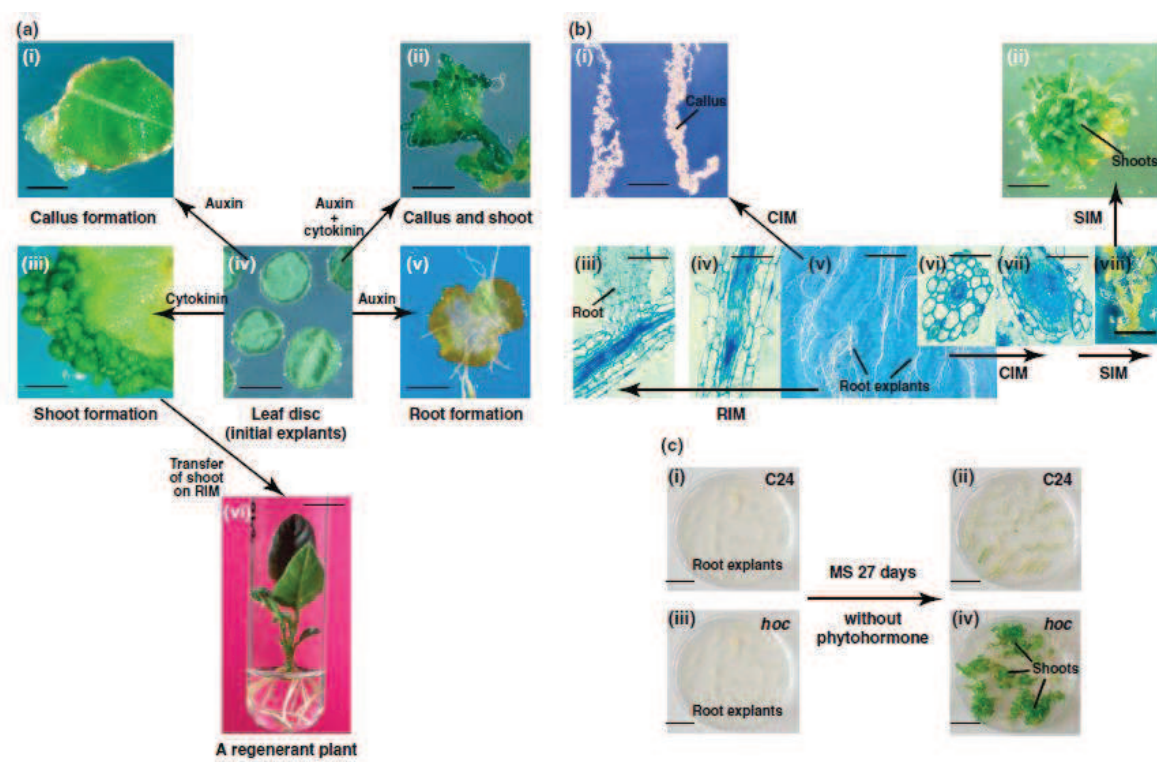 (a)
(i)
Callus formation
(ii)
Callus and shoot
Auxin
Auxin
+
cytokinin
(iii)
Shoot formation
Cytokinin
(iv)
Leaf disc
(initial explants)
Auxin
(v)
Root formation
Transfer
of shoot
on RIM
(vi)
A regenerant plant
(b)
(i)
Callus
(ii)
Shoots
CIM
SIM
(iii)
Root
(iv)
(v)
Root explants
(vi)
(vii)
(viii)
CIM
SIM
RIM
(c)
(i)
C24
Root explants
(ii)
C24
MS 27 days
without
phytohormone
(iii)
hoc
Root explants
(iv)
hoc
Shoots